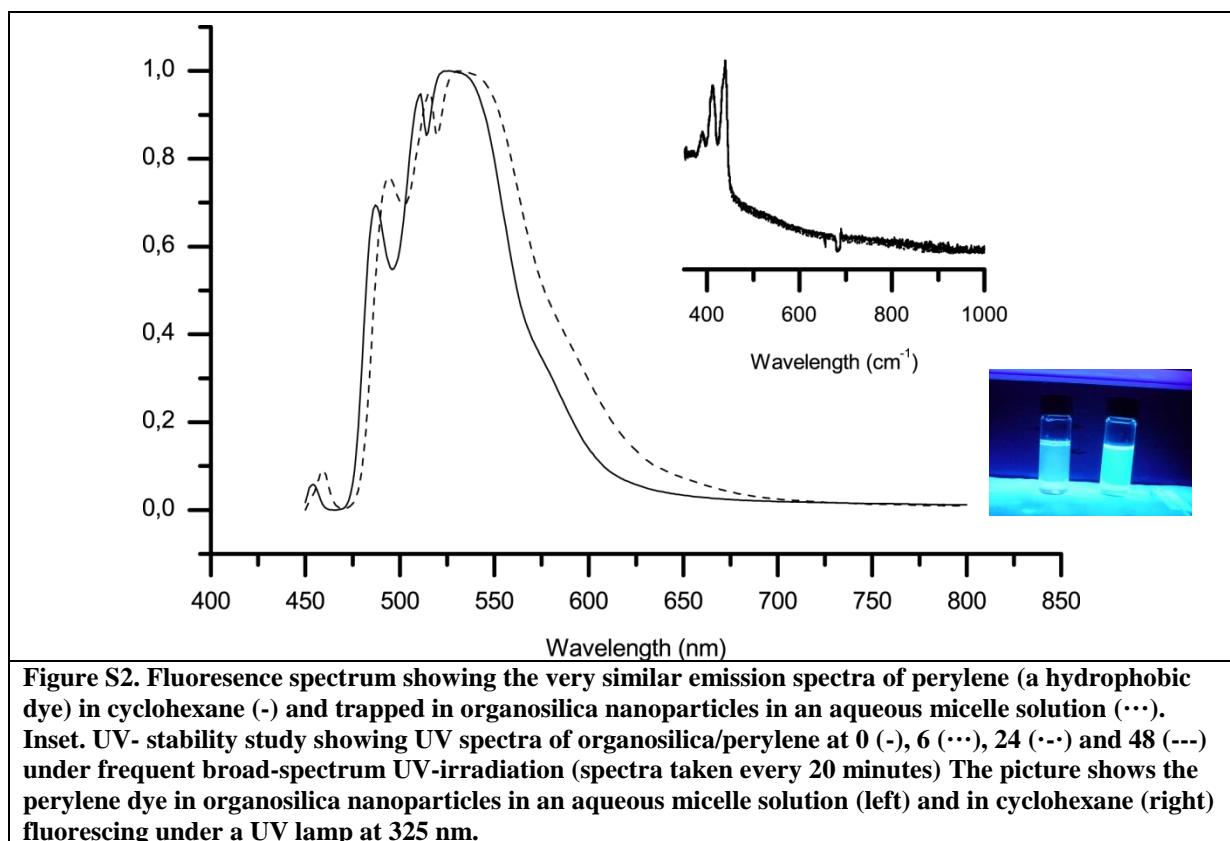 1,0
0,8
0,6
0,4
0,2
0,0
400 450 500 550 600 650 700 750 800 850
Wavelength (nm)
400 600 800 1000
Wavelength (cm⁻¹)
Figure S2. Fluoresence spectrum showing the very similar emission spectra of perylene (a hydrophobic
dye) in cyclohexane (-) and trapped in organosilica nanoparticles in an aqueous micelle solution (···).
Inset. UV- stability study showing UV spectra of organosilica/perylene at 0 (-), 6 (···), 24 (·-·) and 48 (---)
under frequent broad-spectrum UV-irradiation (spectra taken every 20 minutes) The picture shows the
perylene dye in organosilica nanoparticles in an aqueous micelle solution (left) and in cyclohexane (right)
fluorescing under a UV lamp at 325 nm.